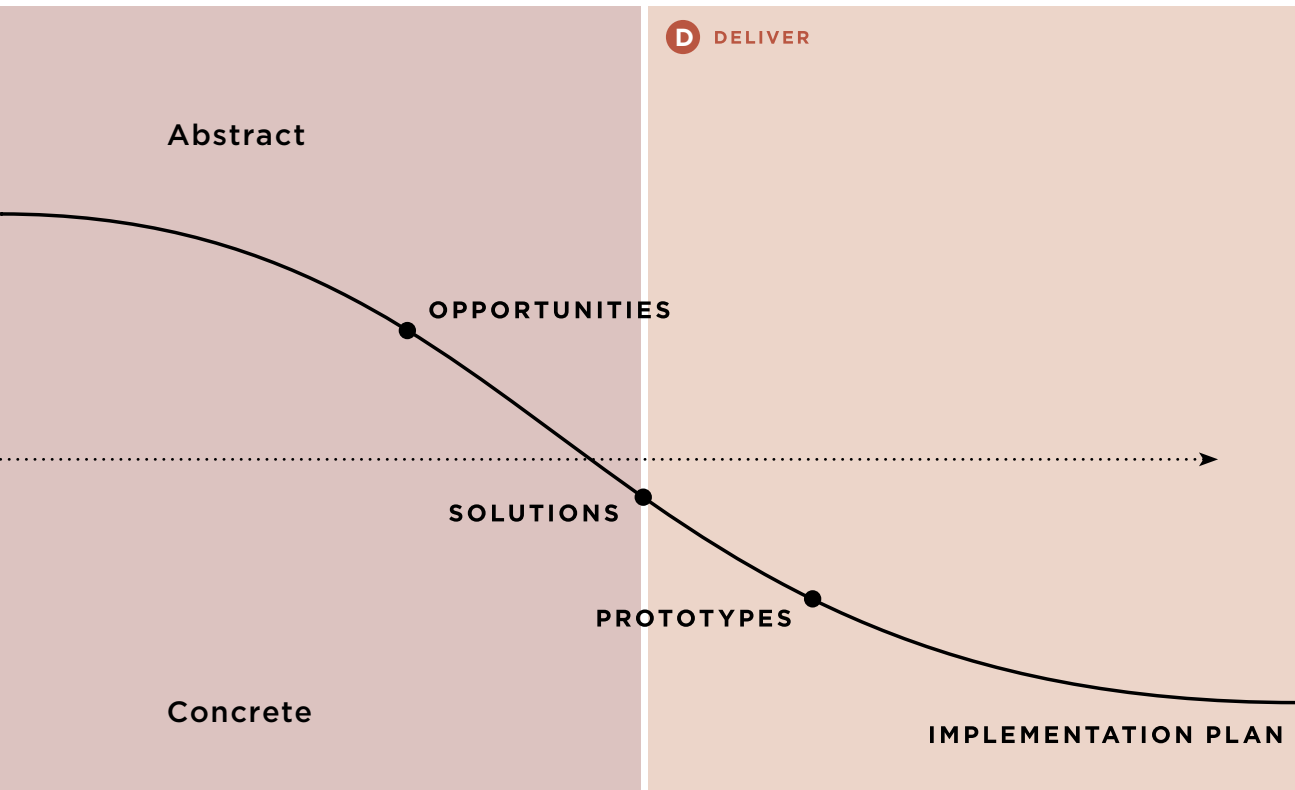 D DELIVER
Abstract
OPPORTUNITIES
SOLUTIONS
PROTOTYPES
Concrete
IMPLEMENTATION PLAN